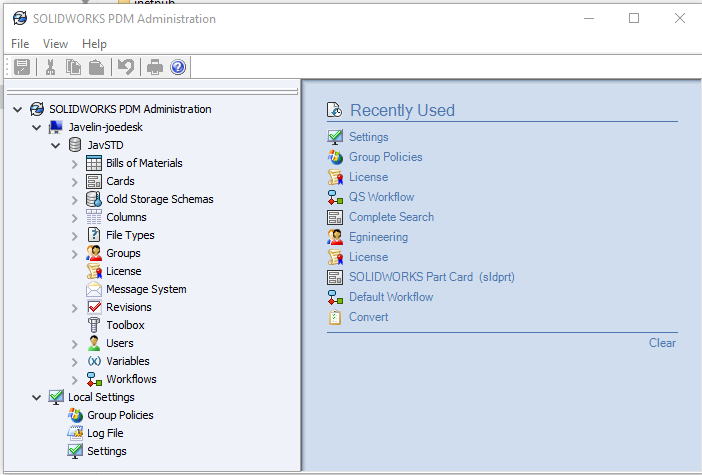 SOLIDWORKS PDM Administration
File View Help
SOLIDWORKS PDM Administration
Javelin-joedesk
JavSTD
Bills of Materials
Cards
Cold Storage Schemas
Columns
File Types
Groups
License
Message System
Revisions
Toolbox
Users
(x) Variables
Workflows
Local Settings
Group Policies
Log File
Settings
Recently Used
Settings
Group Policies
License
QS Workflow
Complete Search
Egnineering
License
SOLIDWORKS Part Card (sldprt)
Default Workflow
Convert
Clear